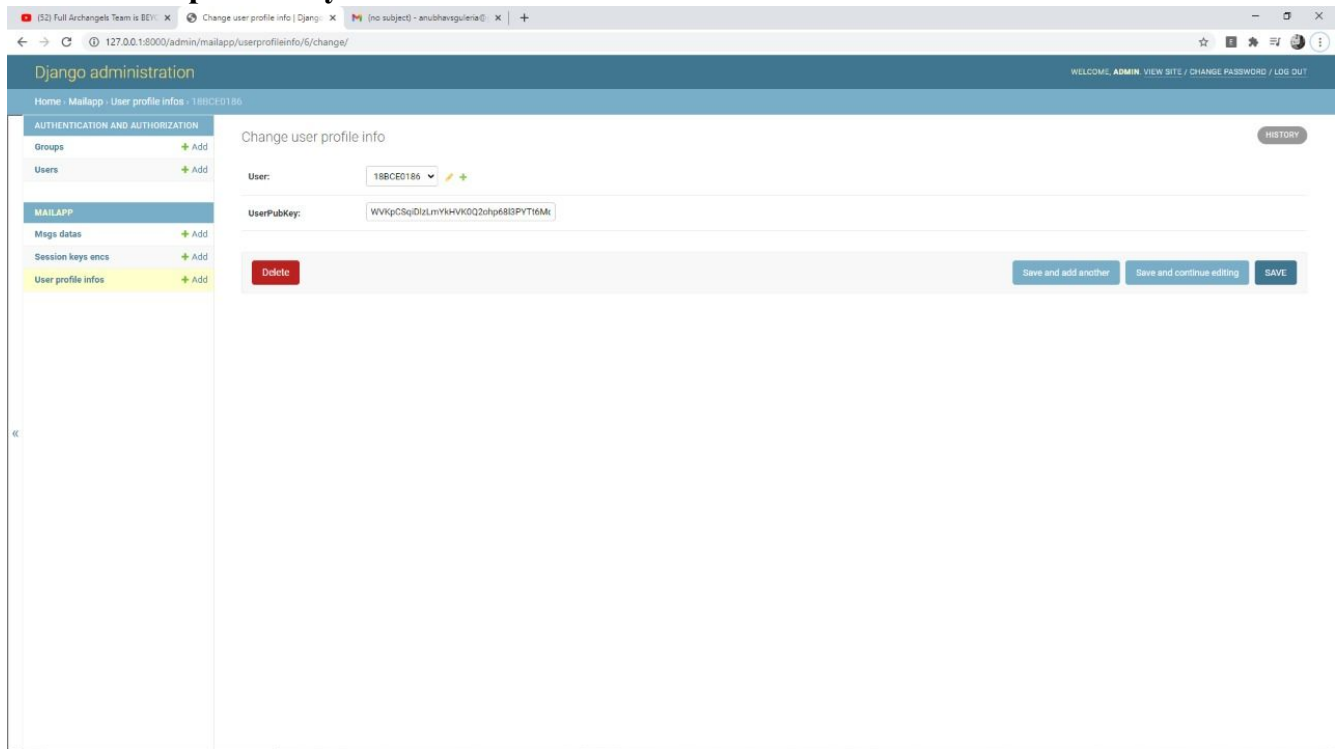 (52) Full Archangels Team is BEY
Change user profile info | Djang
(no subject) - anubhavsguleria@
127.0.0.1:8000/admin/mailapp/userprofileinfo/6/change/
Django administration
WELCOME, ADMIN. VIEW SITE / CHANGE PASSWORD / LOG OUT
Home › Mailapp › User profile infos › 18BCE0186
AUTHENTICATION AND AUTHORIZATION
Groups + Add
Users + Add
MAILAPP
Msgs datas + Add
Session keys encs + Add
User profile infos + Add
«
Change user profile info
HISTORY
User: 18BCE0186
UserPubKey:
Delete
Save and add another
Save and continue editing
SAVE